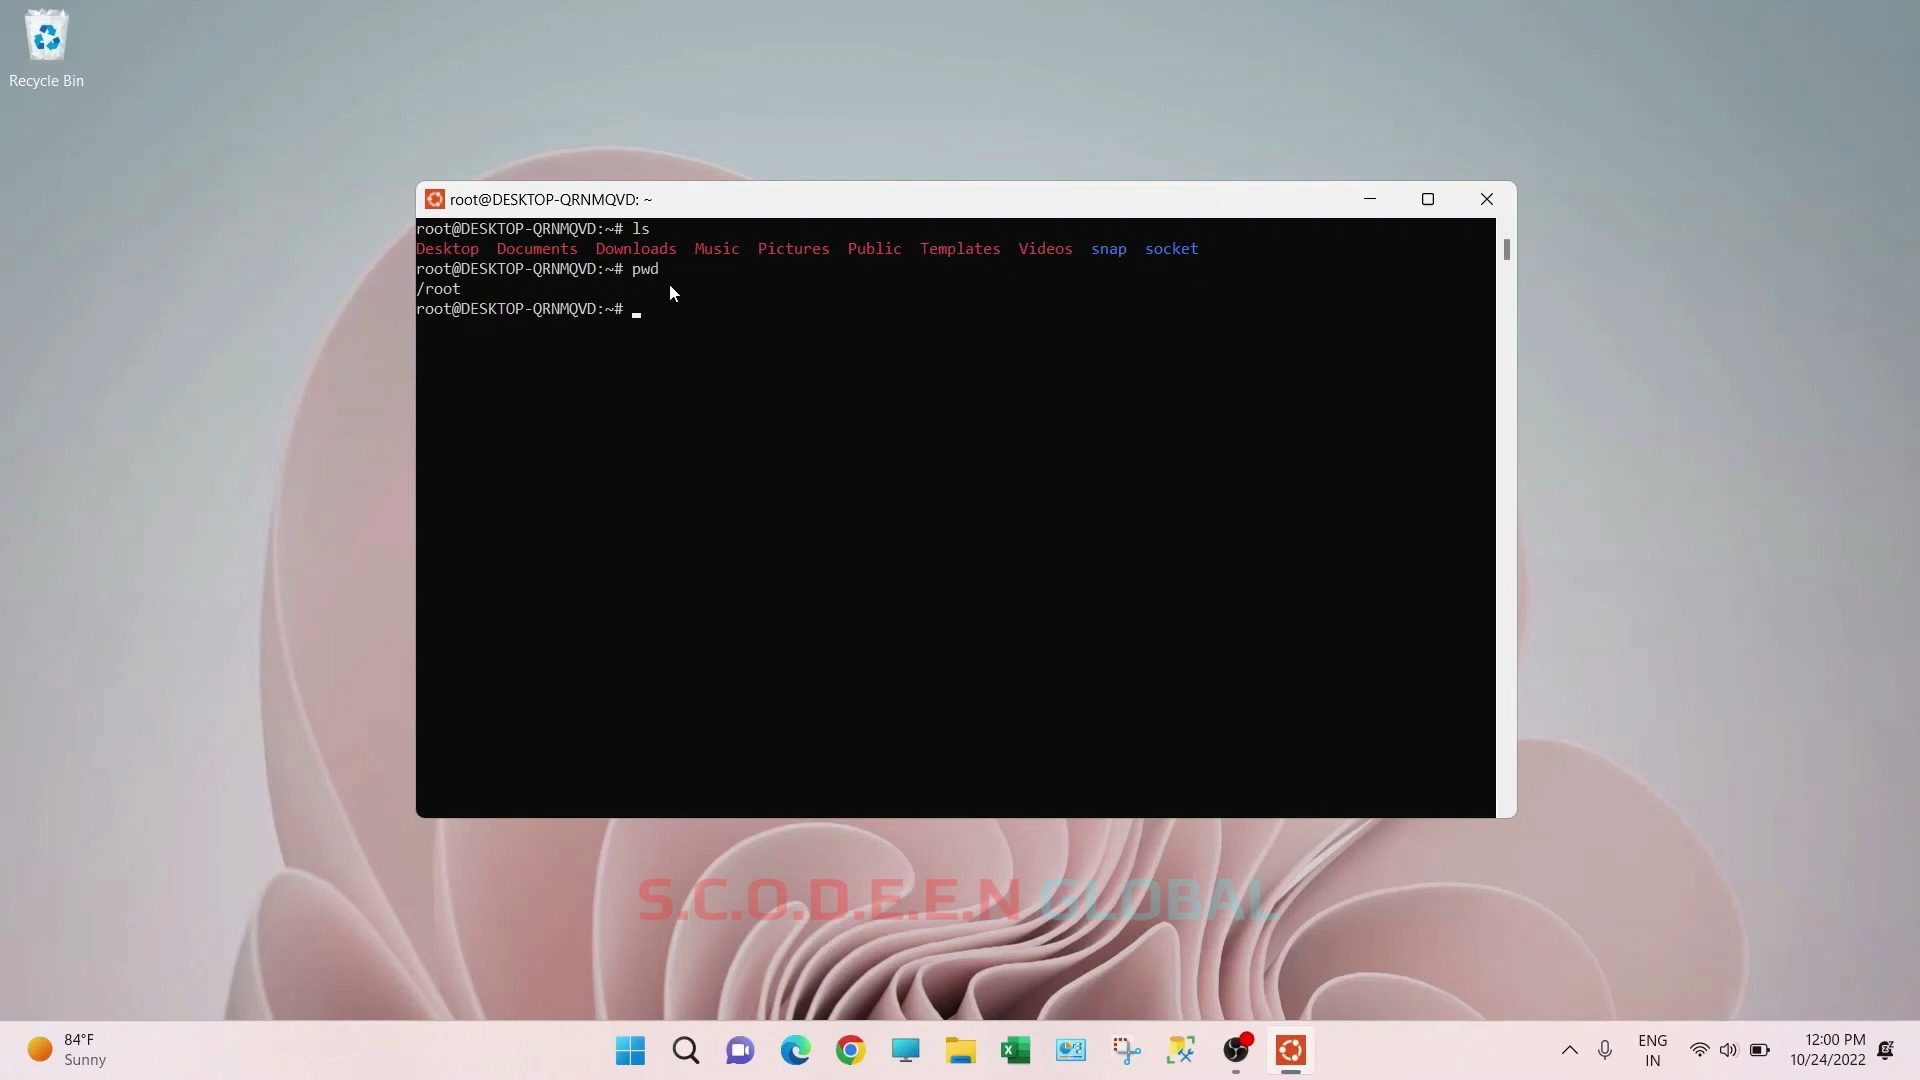 Recycle Bin
root@DESKTOP-QRNMQVD: ~
root@DESKTOP-QRNMQVD:~# ls
Desktop Documents Downloads Music Pictures Public Templates Videos snap socket
root@DESKTOP-QRNMQVD:~# pwd
/root
root@DESKTOP-QRNMQVD:~#
S.C.O.D.E.E.N GLOBAL
84°F
Sunny
ENG
IN
12:00 PM
10/24/2022